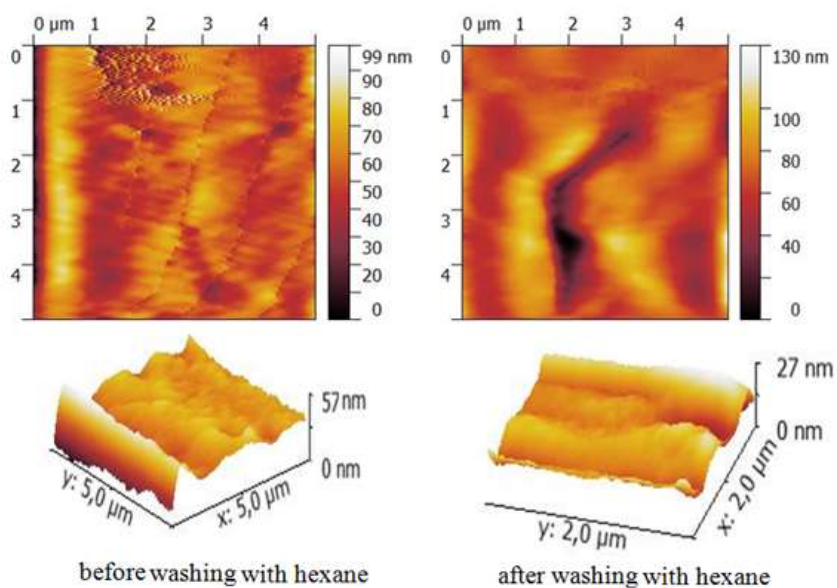 0 µm 1 2 3 4
0
1
2
3
4
99 nm
90
80
70
60
50
40
30
20
10
0
0 µm 1 2 3 4
0
1
2
3
4
130 nm
100
80
60
40
0
57nm
0 nm
y: 5,0 µm
x: 5,0 µm
27 nm
0 nm
y: 2,0 µm
x: 2,0 µm
before washing with hexane
after washing with hexane